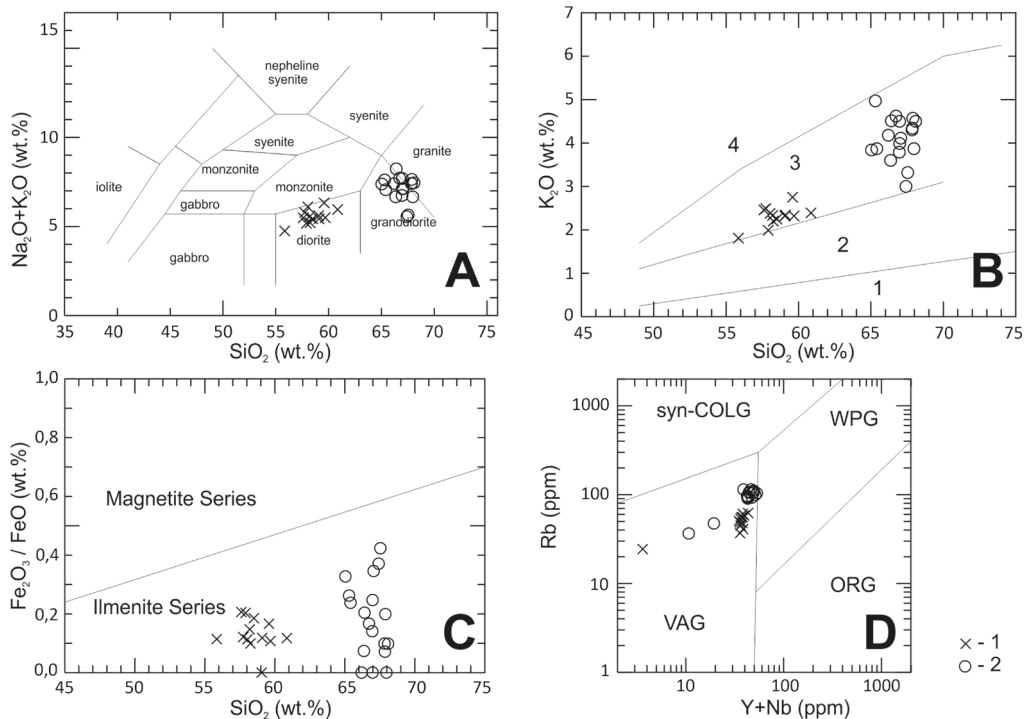 15
10
5
0
Na₂O+K₂O (wt.%)
nepheline
syenite
syenite
syenite
granite
monzonite
iolite
monzonite
gabbro
granodiorite
diorite
gabbro
A
35 40 45 50 55 60 65 70 75
SiO₂ (wt.%)
7
6
5
4
3
2
1
0
K₂O (wt.%)
4
3
2
1
B
45 50 55 60 65 70 75
SiO₂ (wt.%)
1,0
0,8
0,6
0,4
0,2
0,0
Fe₂O₃ / FeO (wt.%)
Magnetite Series
Ilmenite Series
C
45 50 55 60 65 70 75
SiO₂ (wt.%)
1000
100
10
1
Rb (ppm)
syn-COLG
WPG
VAG
ORG
D
10 100 1000
Y+Nb (ppm)
× - 1
○ - 2